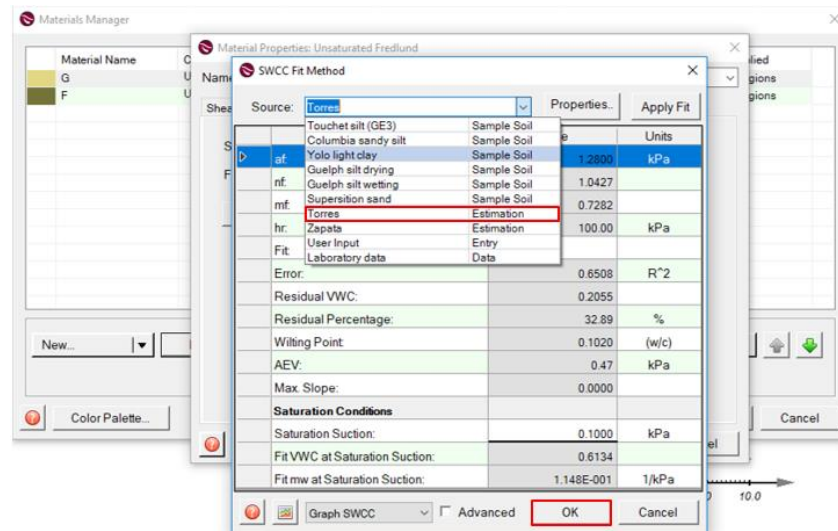 Materials Manager
Material Name
G
F
Material Properties: Unsaturated Fredlund
SWCC Fit Method
Source: Torres Properties.. Apply Fit
Touchet silt (GE3) Sample Soil
Columbia sandy silt Sample Soil
Yolo light clay Sample Soil
Guelph silt drying Sample Soil
Guelph silt wetting Sample Soil
Supersition sand Sample Soil
Torres Estimation
Zapata Estimation
User Input Entry
Laboratory data Data
Units
af: 1.2800 kPa
nf: 1.0427
mf: 0.7282
hr: 100.00 kPa
Fit:
Error: 0.6508 R^2
Residual VWC: 0.2055
Residual Percentage: 32.89 %
Wilting Point: 0.1020 (w/c)
AEV: 0.47 kPa
Max. Slope: 0.0000
Saturation Conditions
Saturation Suction: 0.1000 kPa
Fit VWC at Saturation Suction: 0.6134
Fit mw at Saturation Suction: 1.148E-001 1/kPa
Graph SWCC Advanced OK Cancel
New...
Color Palette... Cancel
10.0